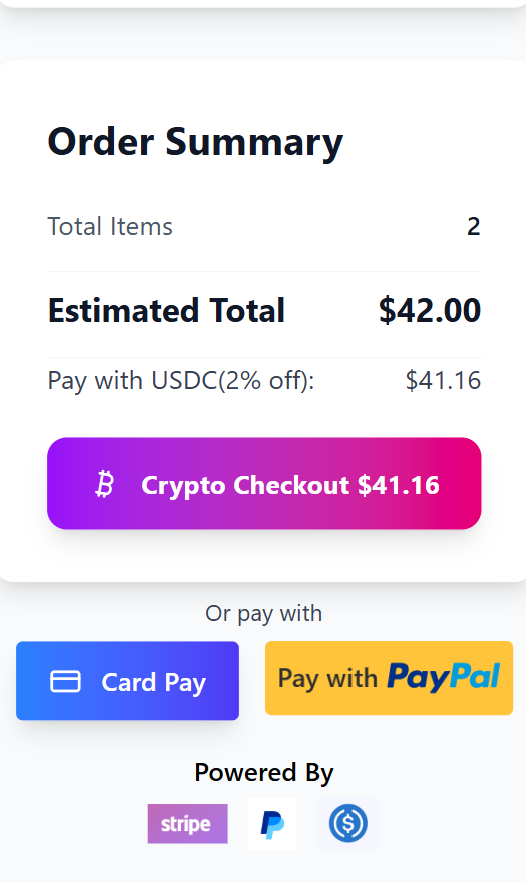 Order Summary
Total Items 2
Estimated Total $42.00
Pay with USDC(2% off): $41.16
Crypto Checkout $41.16
Or pay with
Card Pay Pay with PayPal
Powered By
stripe